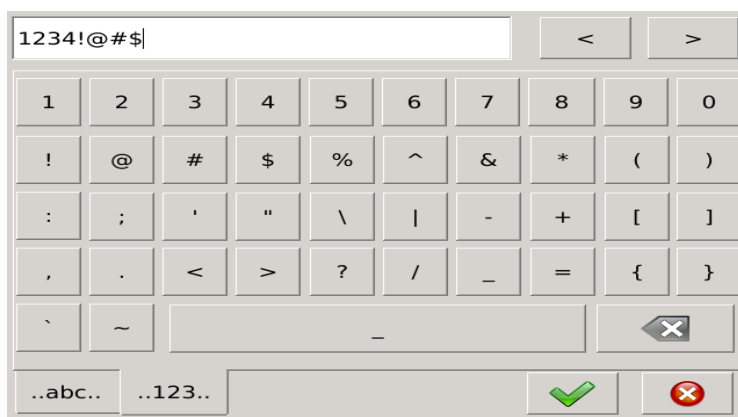 1234!@#$
< >
1 2 3 4 5 6 7 8 9 0
! @ # $ % ^ & * ( )
: ; ' " \ | - + [ ]
, . < > ? / _ = { }
` ~ _
..abc.. ..123..